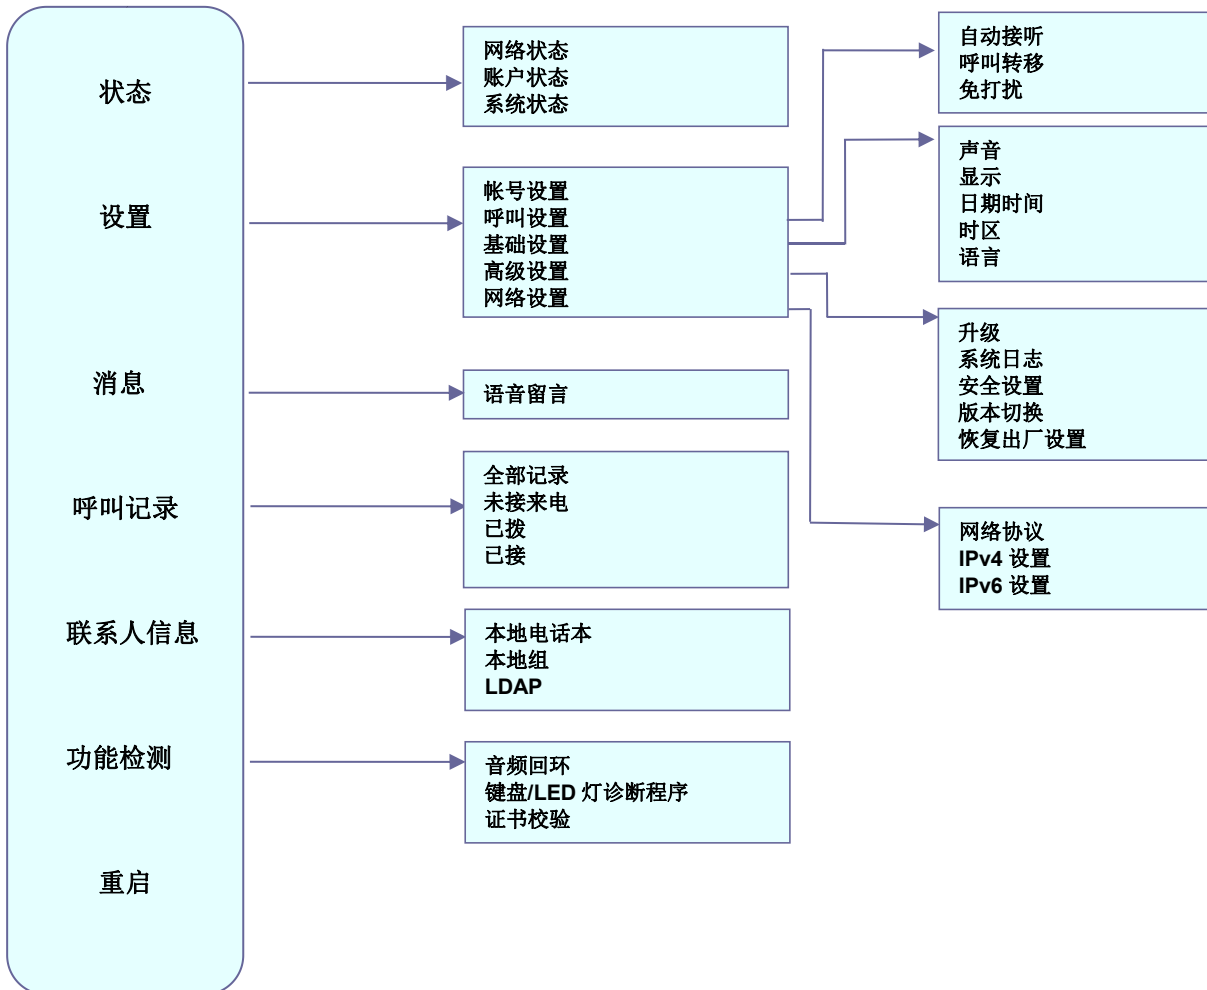 状态
设置
消息
呼叫记录
联系人信息
功能检测
重启
网络状态
账户状态
系统状态
帐号设置
呼叫设置
基础设置
高级设置
网络设置
语音留言
全部记录
未接来电
已拨
已接
本地电话本
本地组
LDAP
音频回环
键盘/LED 灯诊断程序
证书校验
自动接听
呼叫转移
免打扰
声音
显示
日期时间
时区
语言
升级
系统日志
安全设置
版本切换
恢复出厂设置
网络协议
IPv4 设置
IPv6 设置